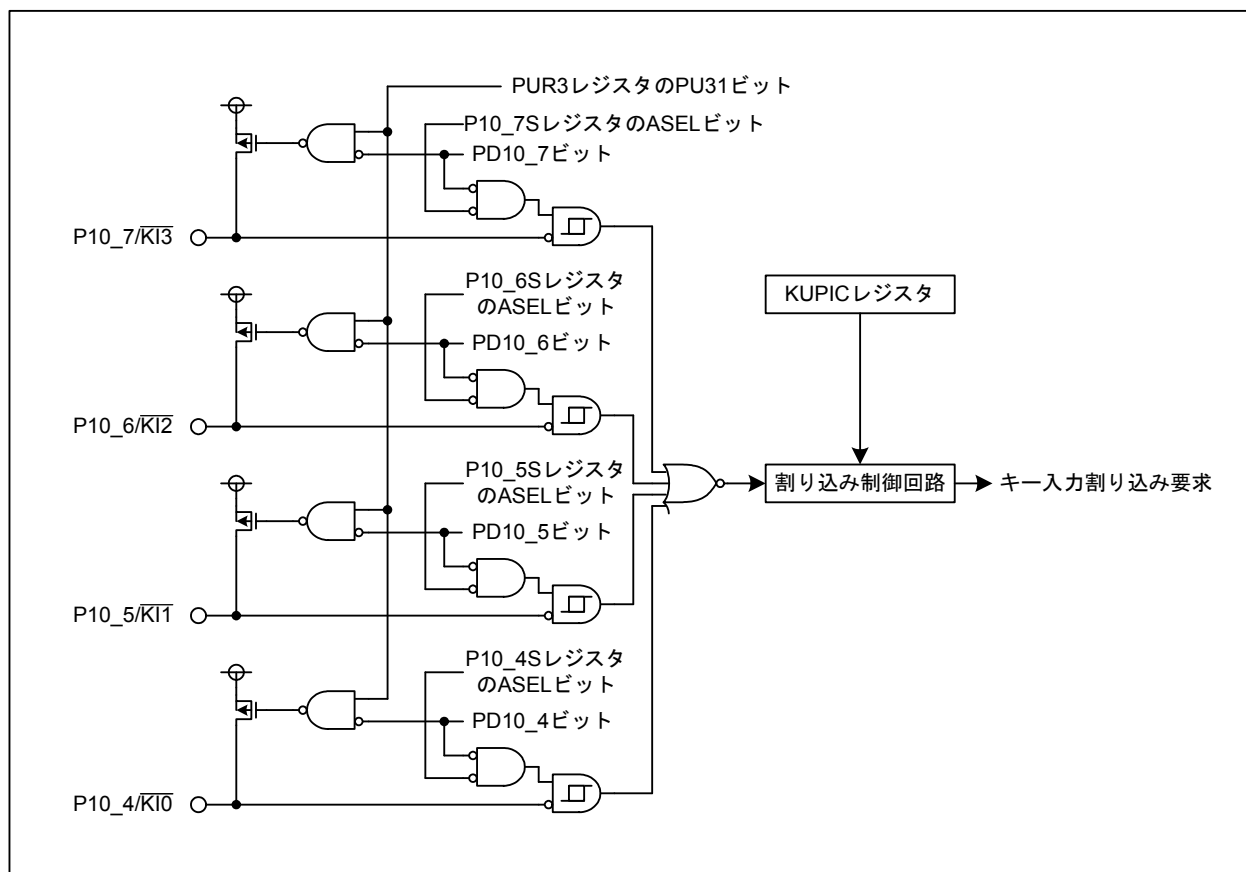 PUR3レジスタのPU31ビット
P10_7SレジスタのASELビット
PD10_7ビット
P10_7/KI3
P10_6Sレジスタ
のASELビット
PD10_6ビット
P10_6/KI2
KUPICレジスタ
P10_5Sレジスタ
のASELビット
PD10_5ビット
P10_5/KI1
割り込み制御回路
キー入力割り込み要求
P10_4Sレジスタ
のASELビット
PD10_4ビット
P10_4/KI0